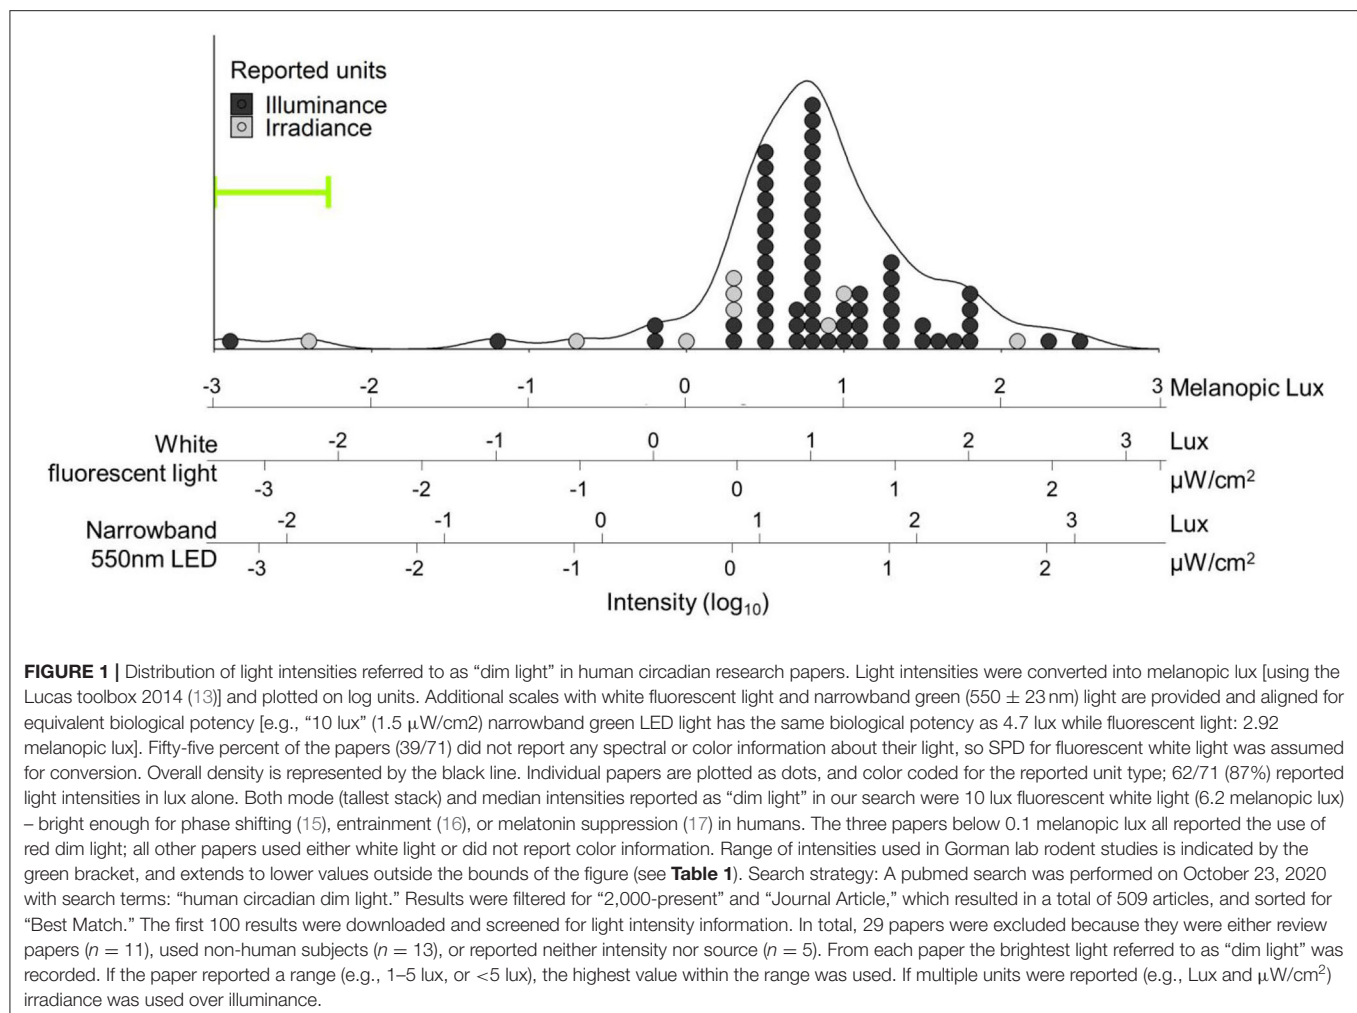 Reported units
Illuminance
Irradiance
-3 -2 -1 0 1 2 3 Melanopic Lux
White fluorescent light
-2 -1 0 1 2 3 Lux
-3 -2 -1 0 1 2 µW/cm²
Narrowband 550nm LED
-2 -1 0 1 2 3 Lux
-3 -2 -1 0 1 2 µW/cm²
Intensity (log₁₀)
FIGURE 1 | Distribution of light intensities referred to as “dim light” in human circadian research papers. Light intensities were converted into melanopic lux [using the
Lucas toolbox 2014 (13)] and plotted on log units. Additional scales with white fluorescent light and narrowband green (550 ± 23 nm) light are provided and aligned for
equivalent biological potency [e.g., “10 lux” (1.5 µW/cm2) narrowband green LED light has the same biological potency as 4.7 lux while fluorescent light: 2.92
melanopic lux]. Fifty-five percent of the papers (39/71) did not report any spectral or color information about their light, so SPD for fluorescent white light was assumed
for conversion. Overall density is represented by the black line. Individual papers are plotted as dots, and color coded for the reported unit type; 62/71 (87%) reported
light intensities in lux alone. Both mode (tallest stack) and median intensities reported as “dim light” in our search were 10 lux fluorescent white light (6.2 melanopic lux)
– bright enough for phase shifting (15), entrainment (16), or melatonin suppression (17) in humans. The three papers below 0.1 melanopic lux all reported the use of
red dim light; all other papers used either white light or did not report color information. Range of intensities used in Gorman lab rodent studies is indicated by the
green bracket, and extends to lower values outside the bounds of the figure (see Table 1). Search strategy: A pubmed search was performed on October 23, 2020
with search terms: “human circadian dim light.” Results were filtered for “2,000-present” and “Journal Article,” which resulted in a total of 509 articles, and sorted for
“Best Match.” The first 100 results were downloaded and screened for light intensity information. In total, 29 papers were excluded because they were either review
papers (n = 11), used non-human subjects (n = 13), or reported neither intensity nor source (n = 5). From each paper the brightest light referred to as “dim light” was
recorded. If the paper reported a range (e.g., 1–5 lux, or <5 lux), the highest value within the range was used. If multiple units were reported (e.g., Lux and µW/cm²)
irradiance was used over illuminance.